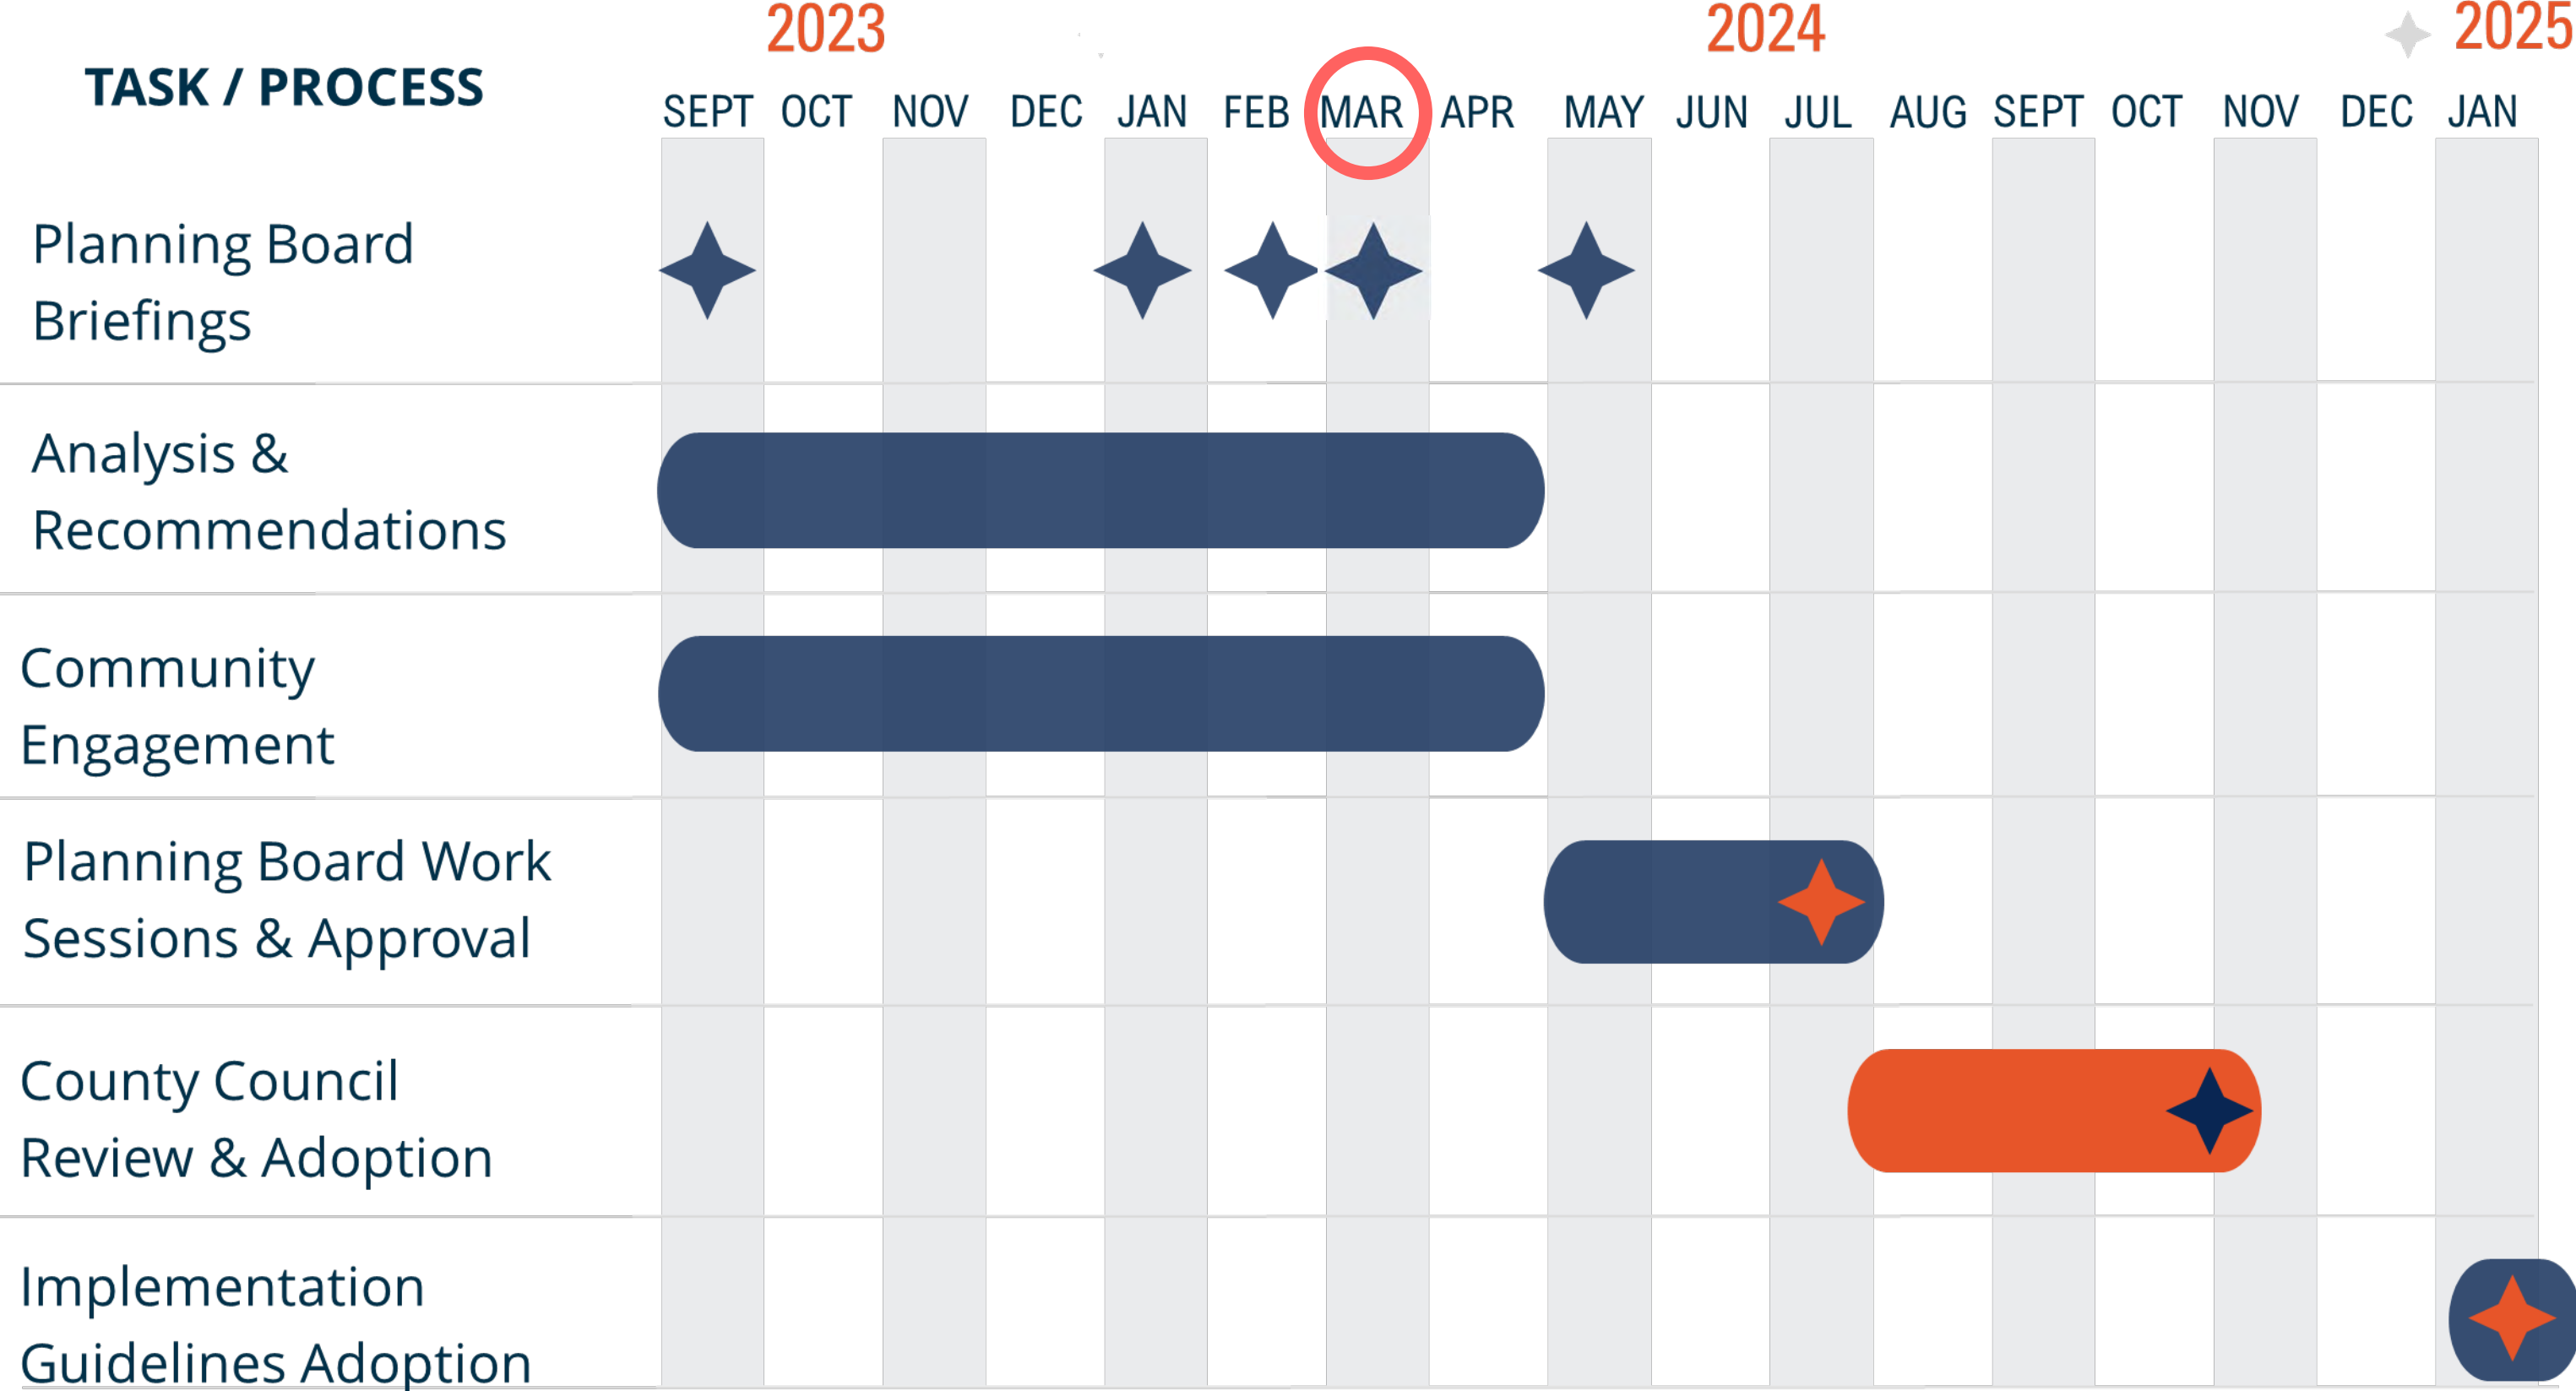 2023 2024 2025
TASK / PROCESS
SEPT OCT NOV DEC JAN FEB MAR APR MAY JUN JUL AUG SEPT OCT NOV DEC JAN
Planning Board
Briefings
Analysis &
Recommendations
Community
Engagement
Planning Board Work
Sessions & Approval
County Council
Review & Adoption
Implementation
Guidelines Adoption